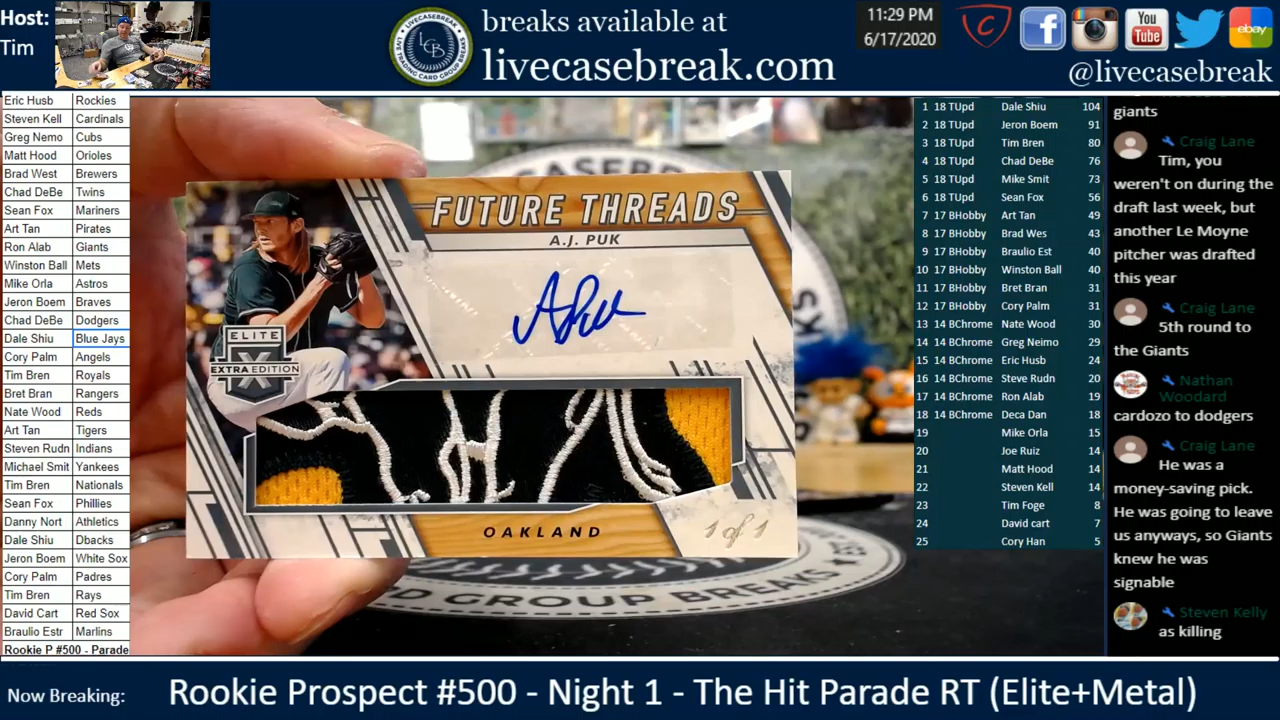 Host:
Tim
breaks available at
livecasebreak.com
11:29 PM
6/17/2020
You
Tube
ebay
@livecasebreak
LCB
Eric Husb Rockies
Steven Kell Cardinals
Greg Nemo Cubs
Matt Hood Orioles
Brad West Brewers
Chad DeBe Twins
Sean Fox Mariners
Art Tan Pirates
Ron Alab Giants
Winston Ball Mets
Mike Orla Astros
Jeron Boem Braves
Chad DeBe Dodgers
Dale Shiu Blue Jays
Cory Palm Angels
Tim Bren Royals
Bret Bran Rangers
Nate Wood Reds
Art Tan Tigers
Steven Rudn Indians
Michael Smit Yankees
Tim Bren Nationals
Sean Fox Phillies
Danny Nort Athletics
Dale Shiu Dbacks
Jeron Boem White Sox
Cory Palm Padres
Tim Bren Rays
David Cart Red Sox
Braulio Estr Marlins
Rookie P #500 - Parade
FUTURE THREADS
A.J. PUK
ELITE
X
EXTRA EDITION
OAKLAND
1 of 1
GROUP BREAKS
1 18 TUpd Dale Shiu 104
2 18 TUpd Jeron Boem 91
3 18 TUpd Tim Bren 80
4 18 TUpd Chad DeBe 76
5 18 TUpd Mike Smit 73
6 18 TUpd Sean Fox 56
7 17 BHobby Art Tan 49
8 17 BHobby Brad Wes 43
9 17 BHobby Braulio Est 40
10 17 BHobby Winston Ball 40
11 17 BHobby Bret Bran 31
12 17 BHobby Cory Palm 31
13 14 BChrome Nate Wood 30
14 14 BChrome Greg Neimo 29
15 14 BChrome Eric Husb 24
16 14 BChrome Steve Rudn 20
17 14 BChrome Ron Alab 19
18 14 BChrome Deca Dan 18
19 Mike Orla 15
20 Joe Ruiz 14
21 Matt Hood 14
22 Steven Kell 14
23 Tim Foge 8
24 David cart 7
25 Cory Han 5
giants
Craig Lane
Tim, you
weren't on during the
draft last week, but
another Le Moyne
pitcher was drafted
this year
Craig Lane
5th round to
the Giants
Nathan
Woodard
cardozo to dodgers
Craig Lane
He was a
money-saving pick.
He was going to leave
us anyways, so Giants
knew he was
signable
Steven Kelly
as killing
Now Breaking:
Rookie Prospect #500 - Night 1 - The Hit Parade RT (Elite+Metal)